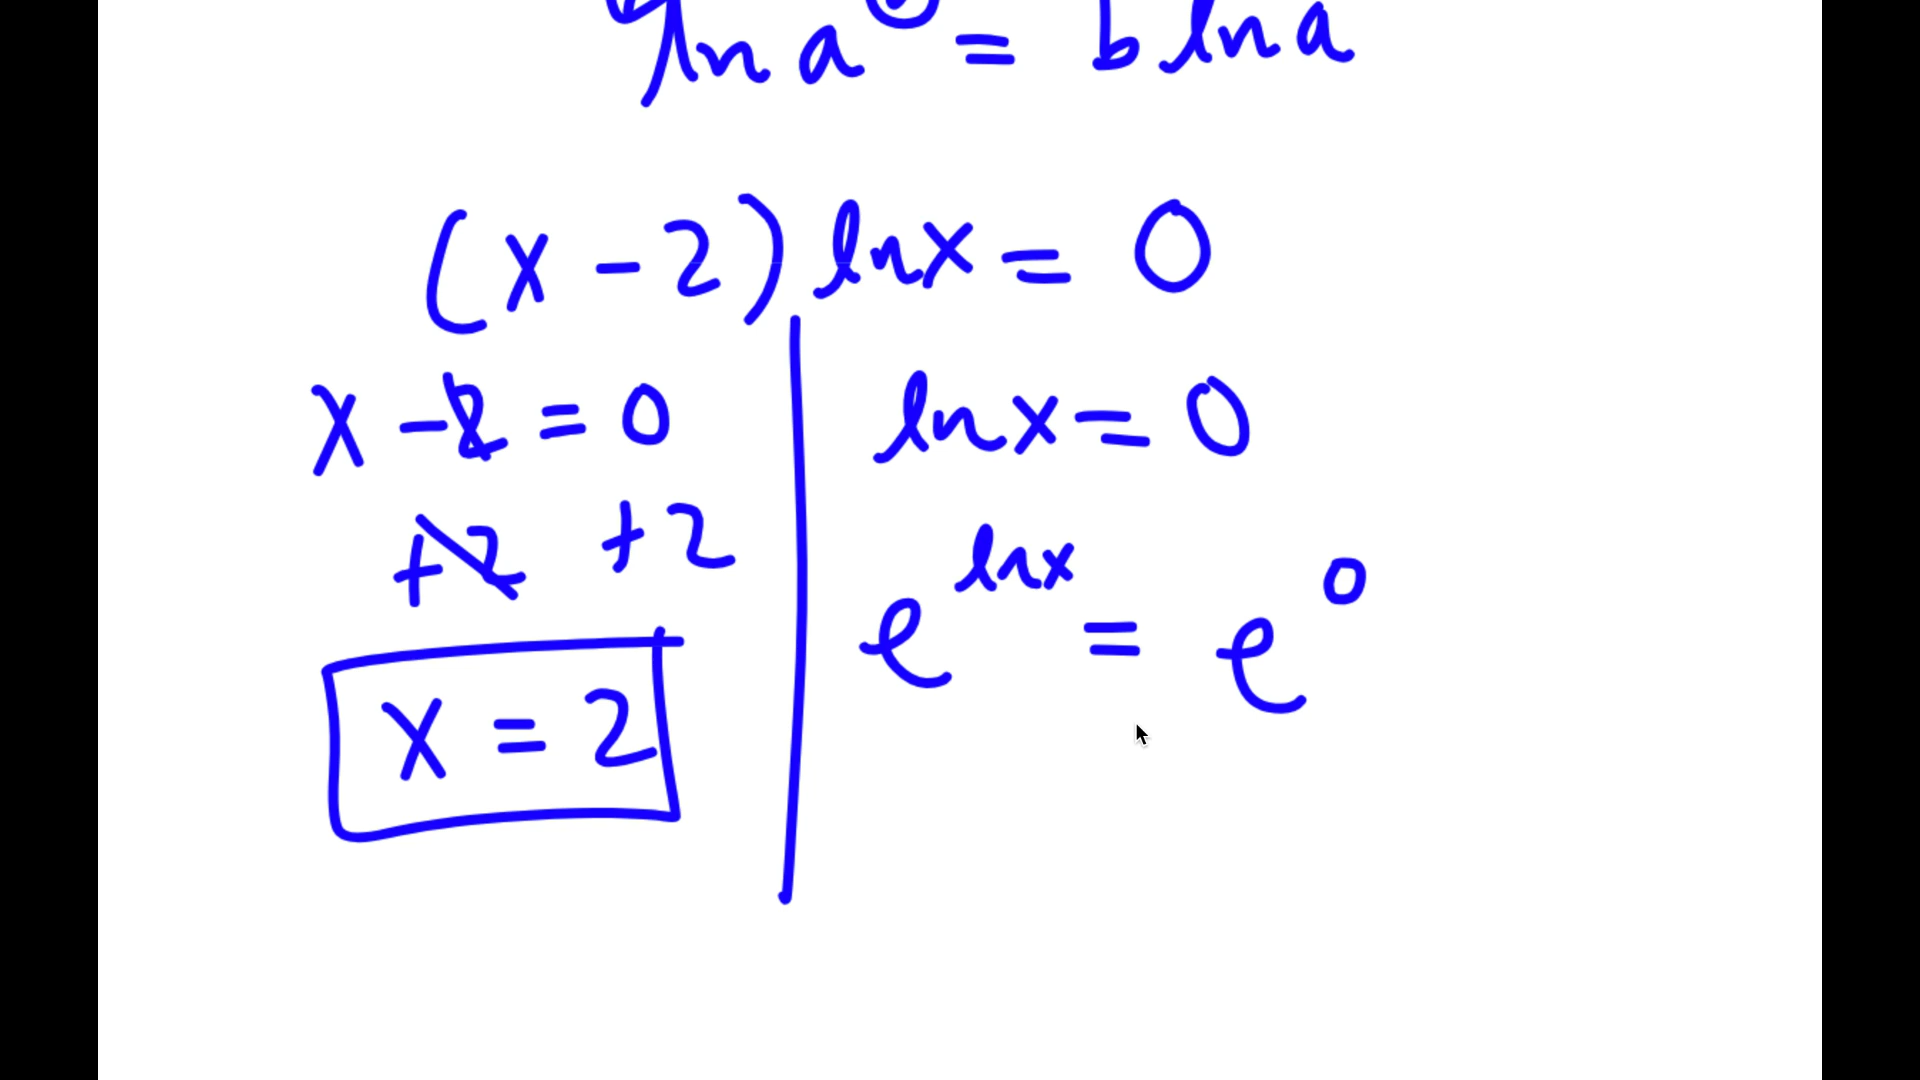 ln a = b ln a
(x - 2) ln x = 0
x - 2 = 0
+2 +2
x = 2
ln x = 0
e^{ln x} = e^0